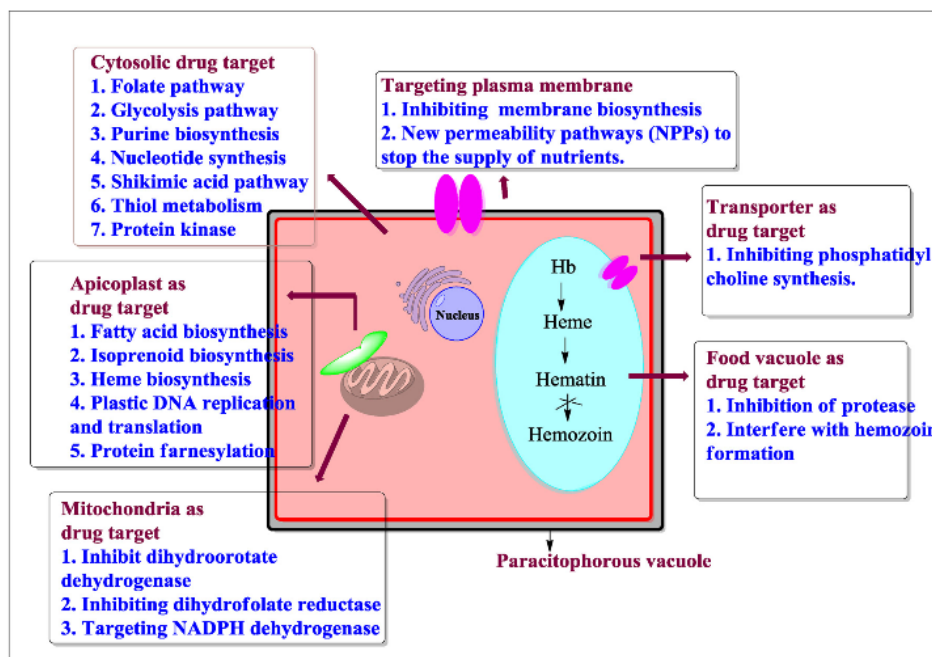 Cytosolic drug target
1. Folate pathway
2. Glycolysis pathway
3. Purine biosynthesis
4. Nucleotide synthesis
5. Shikimic acid pathway
6. Thiol metabolism
7. Protein kinase
Targeting plasma membrane
1. Inhibiting membrane biosynthesis
2. New permeability pathways (NPPs) to
stop the supply of nutrients.
Transporter as
drug target
1. Inhibiting phosphatidyl
choline synthesis.
Apicoplast as
drug target
1. Fatty acid biosynthesis
2. Isoprenoid biosynthesis
3. Heme biosynthesis
4. Plastic DNA replication
and translation
5. Protein farnesylation
Nucleus
Hb
Heme
Hematin
Hemozoin
Food vacuole as
drug target
1. Inhibition of protease
2. Interfere with hemozoin
formation
Mitochondria as
drug target
1. Inhibit dihydroorotate
dehydrogenase
2. Inhibiting dihydrofolate reductase
3. Targeting NADPH dehydrogenase
Paracitophorous vacuole